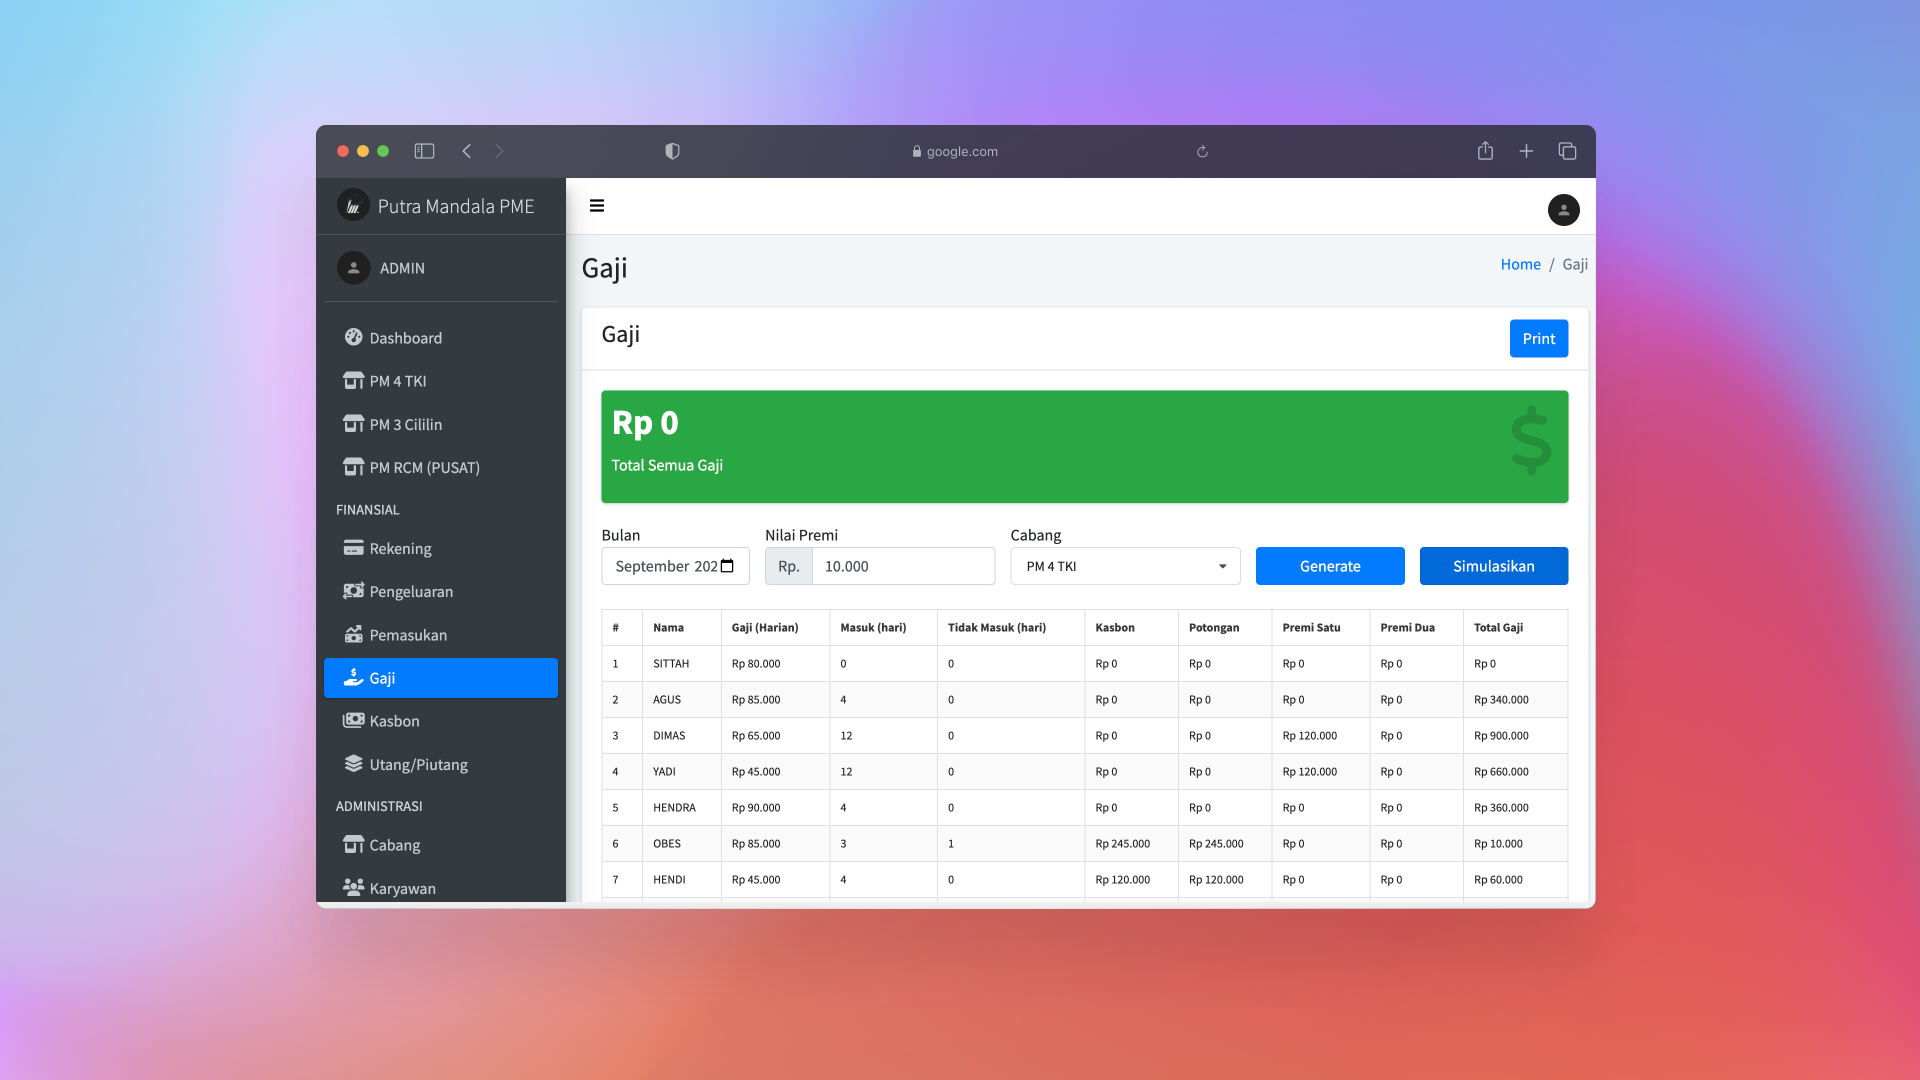 google.com
Putra Mandala PME
ADMIN
Dashboard
PM 4 TKI
PM 3 Cililin
PM RCM (PUSAT)
FINANSIAL
Rekening
Pengeluaran
Pemasukan
Gaji
Kasbon
Utang/Piutang
ADMINISTRASI
Cabang
Karyawan
Gaji
Home / Gaji
Gaji
Print
Rp 0
Total Semua Gaji
Bulan Nilai Premi Cabang
September 202 Rp. 10.000 PM 4 TKI Generate Simulasikan
# Nama Gaji (Harian) Masuk (hari) Tidak Masuk (hari) Kasbon Potongan Premi Satu Premi Dua Total Gaji
1 SITTAH Rp 80.000 0 0 Rp 0 Rp 0 Rp 0 Rp 0 Rp 0
2 AGUS Rp 85.000 4 0 Rp 0 Rp 0 Rp 0 Rp 0 Rp 340.000
3 DIMAS Rp 65.000 12 0 Rp 0 Rp 0 Rp 120.000 Rp 0 Rp 900.000
4 YADI Rp 45.000 12 0 Rp 0 Rp 0 Rp 120.000 Rp 0 Rp 660.000
5 HENDRA Rp 90.000 4 0 Rp 0 Rp 0 Rp 0 Rp 0 Rp 360.000
6 OBES Rp 85.000 3 1 Rp 245.000 Rp 245.000 Rp 0 Rp 0 Rp 10.000
7 HENDI Rp 45.000 4 0 Rp 120.000 Rp 120.000 Rp 0 Rp 0 Rp 60.000